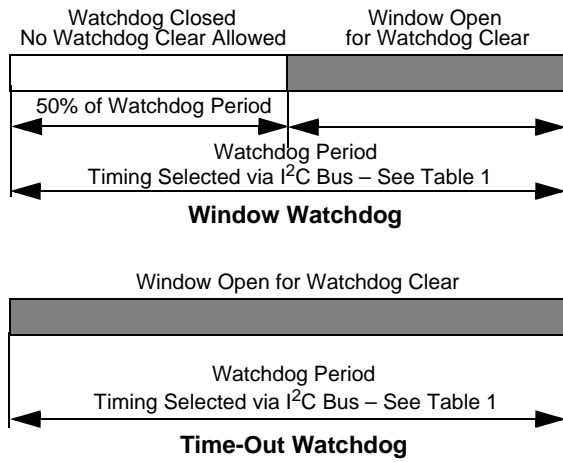 Watchdog Closed
No Watchdog Clear Allowed
Window Open
for Watchdog Clear
50% of Watchdog Period
Watchdog Period
Timing Selected via I²C Bus – See Table 1
Window Watchdog
Window Open for Watchdog Clear
Watchdog Period
Timing Selected via I²C Bus – See Table 1
Time-Out Watchdog